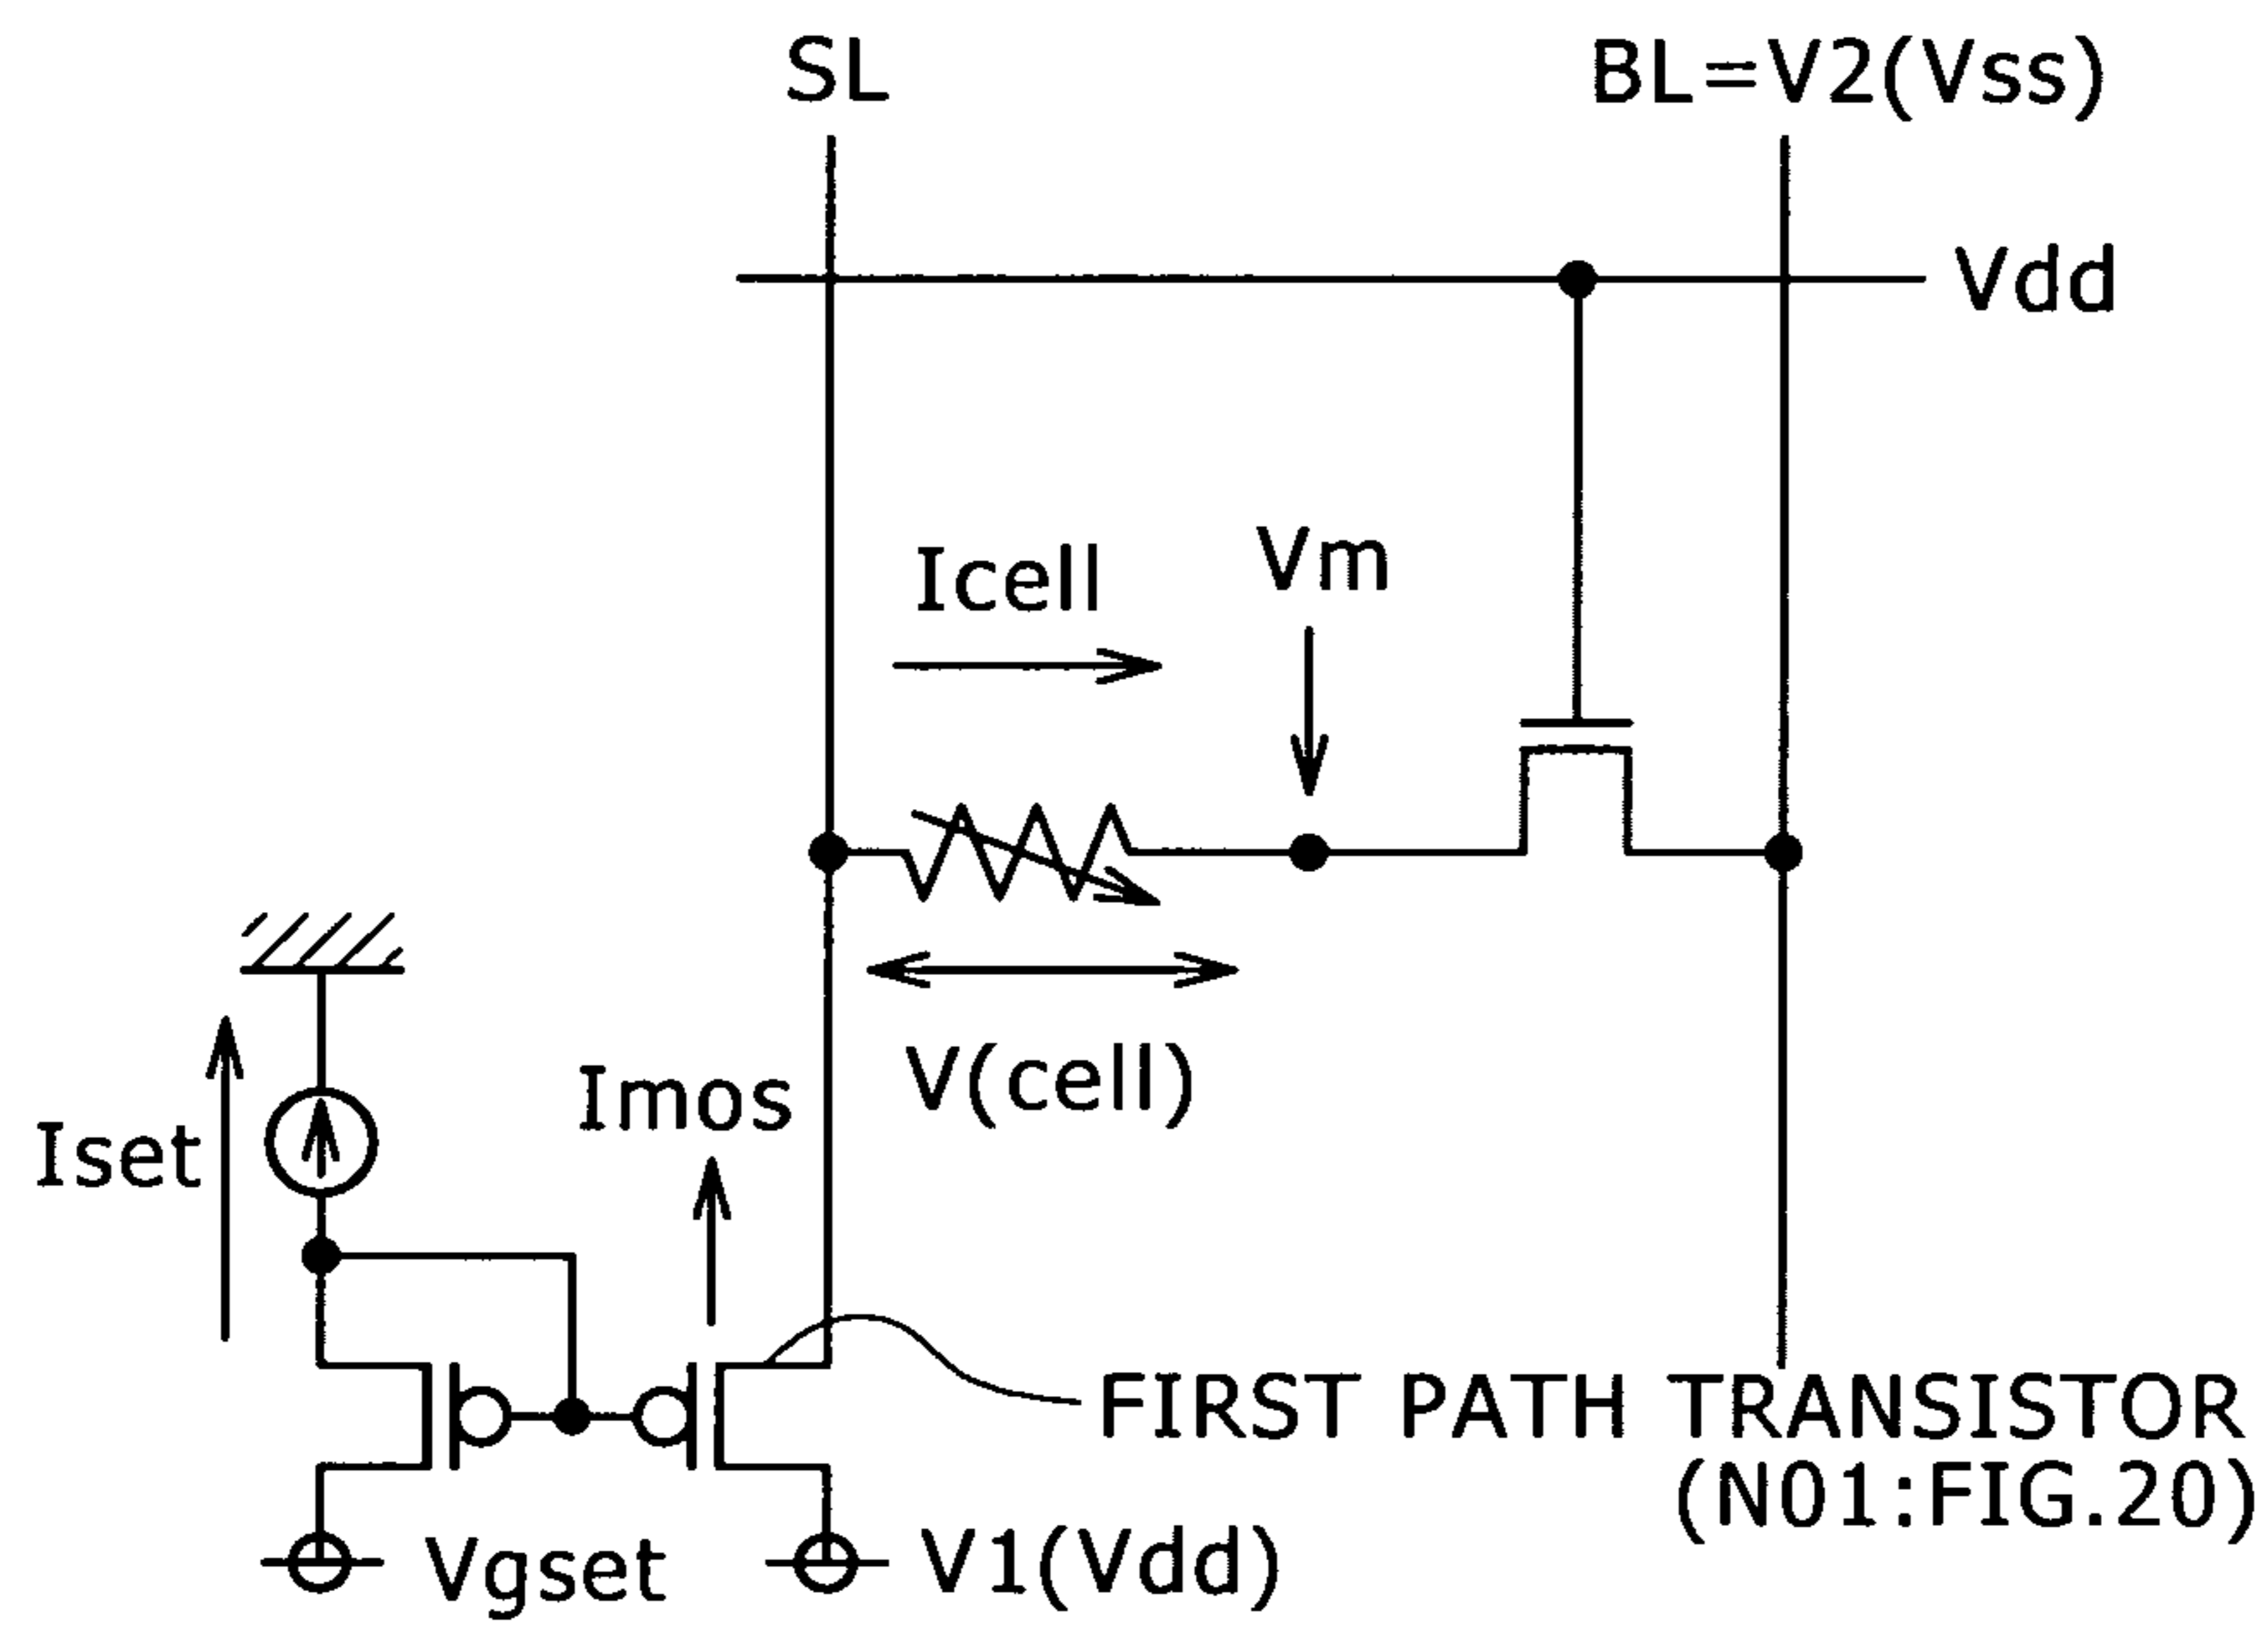 SL
BL=V2(Vss)
Vdd
Vm
Icell
V(cell)
Imos
Iset
FIRST PATH TRANSISTOR
(N01:FIG.20)
Vgset
V1(Vdd)